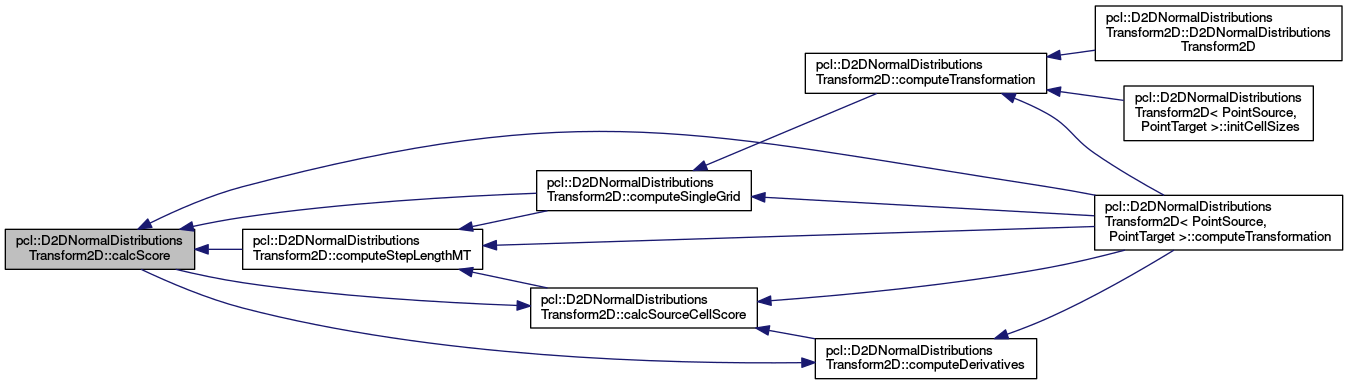 pcl::D2DNormalDistributions
Transform2D::D2DNormalDistributions
Transform2D
pcl::D2DNormalDistributions
Transform2D::computeTransformation
pcl::D2DNormalDistributions
Transform2D< PointSource,
PointTarget >::initCellSizes
pcl::D2DNormalDistributions
Transform2D::computeSingleGrid
pcl::D2DNormalDistributions
Transform2D< PointSource,
PointTarget >::computeTransformation
pcl::D2DNormalDistributions
Transform2D::calcScore
pcl::D2DNormalDistributions
Transform2D::computeStepLengthMT
pcl::D2DNormalDistributions
Transform2D::calcSourceCellScore
pcl::D2DNormalDistributions
Transform2D::computeDerivatives